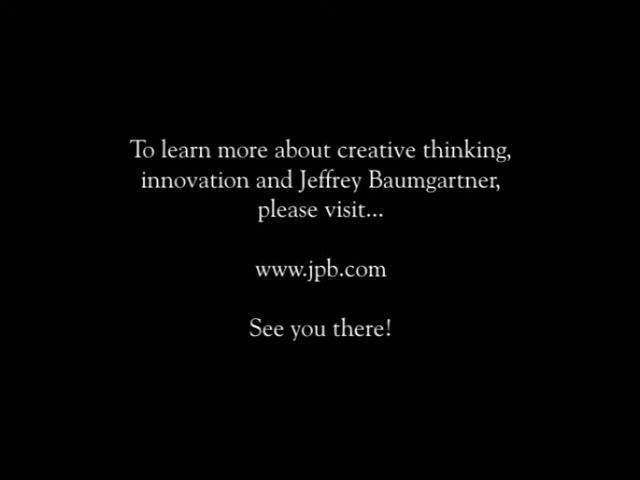 To learn more about creative thinking,
innovation and Jeffrey Baumgartner,
please visit...
www.jpb.com
See you there!